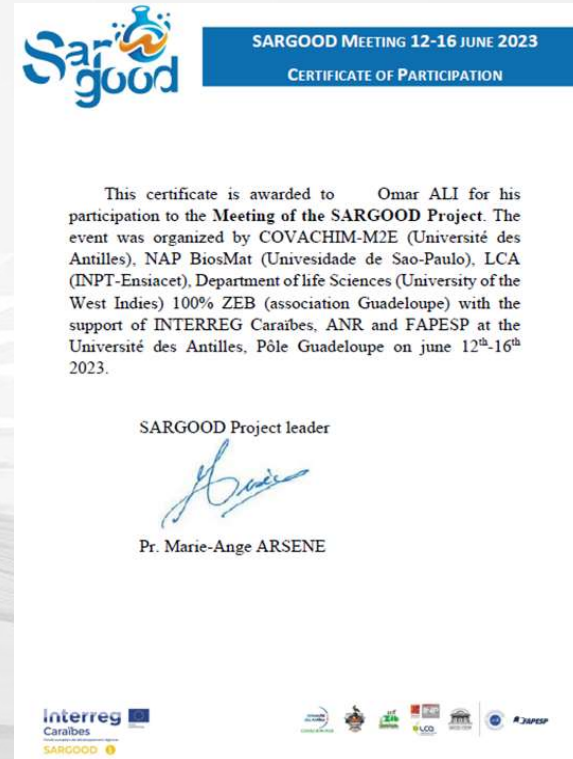 Sar
good
SARGOOD MEETING 12-16 JUNE 2023
CERTIFICATE OF PARTICIPATION
This certificate is awarded to Omar ALI for his
participation to the Meeting of the SARGOOD Project. The
event was organized by COVACHIM-M2E (Université des
Antilles), NAP BiosMat (Univesidade de Sao-Paulo), LCA
(INPT-Ensiacet), Department of life Sciences (University of the
West Indies) 100% ZEB (association Guadeloupe) with the
support of INTERREG Caraïbes, ANR and FAPESP at the
Université des Antilles, Pôle Guadeloupe on june 12th-16th
2023.
SARGOOD Project leader
Pr. Marie-Ange ARSENE
Interreg
Caraïbes
SARGOOD
LCA
FAPESP